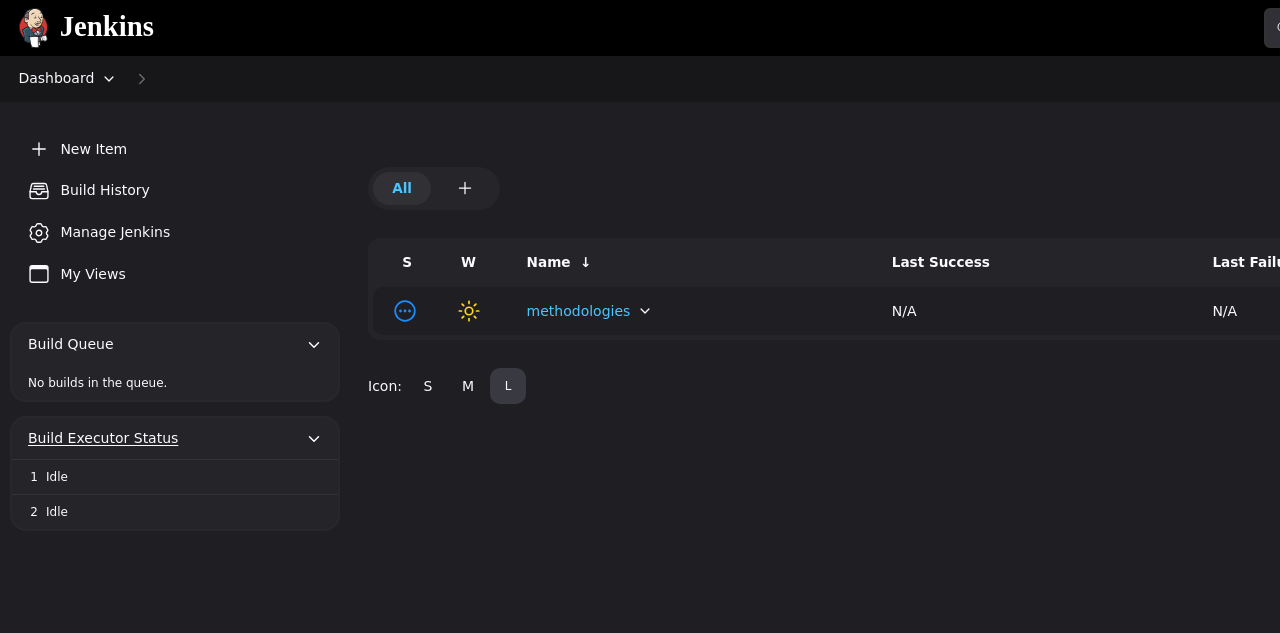 Jenkins
Dashboard
New Item
Build History
Manage Jenkins
My Views
Build Queue
No builds in the queue.
Build Executor Status
1 Idle
2 Idle
All
S W Name ↓ Last Success Last Failu
methodologies N/A N/A
Icon: S M L